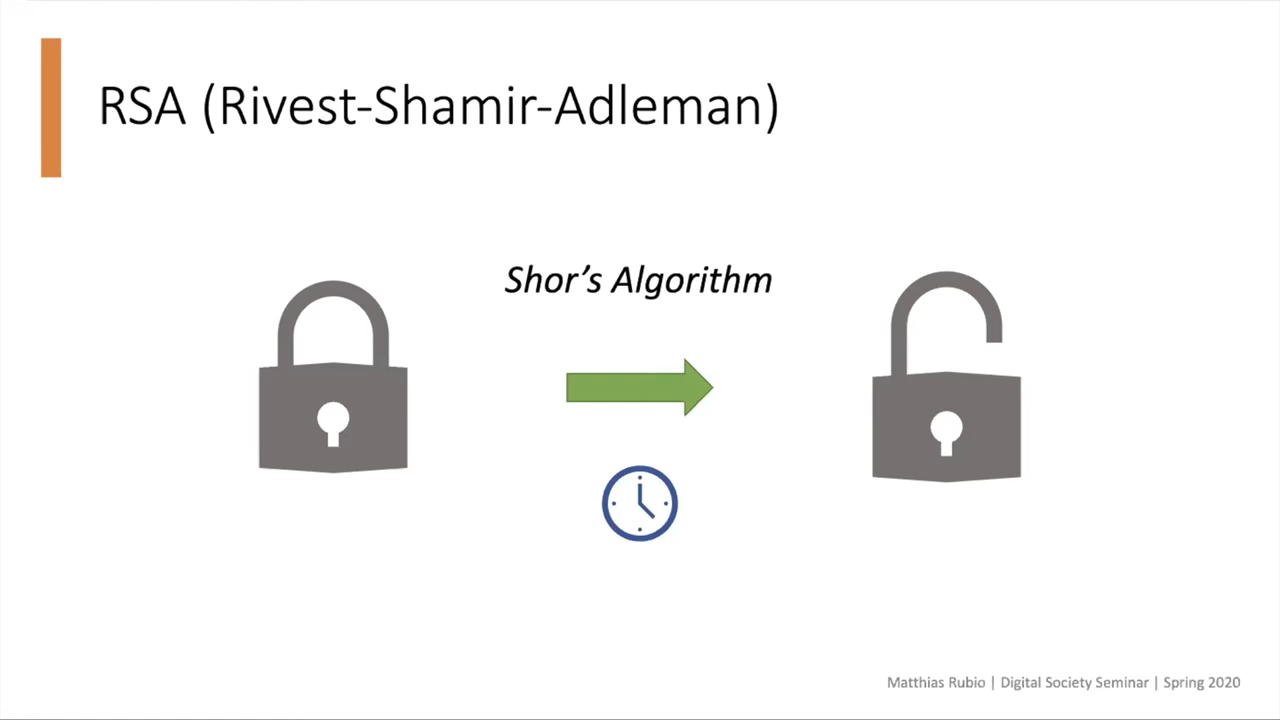 RSA (Rivest-Shamir-Adleman)
Shor’s Algorithm
Matthias Rubio | Digital Society Seminar | Spring 2020